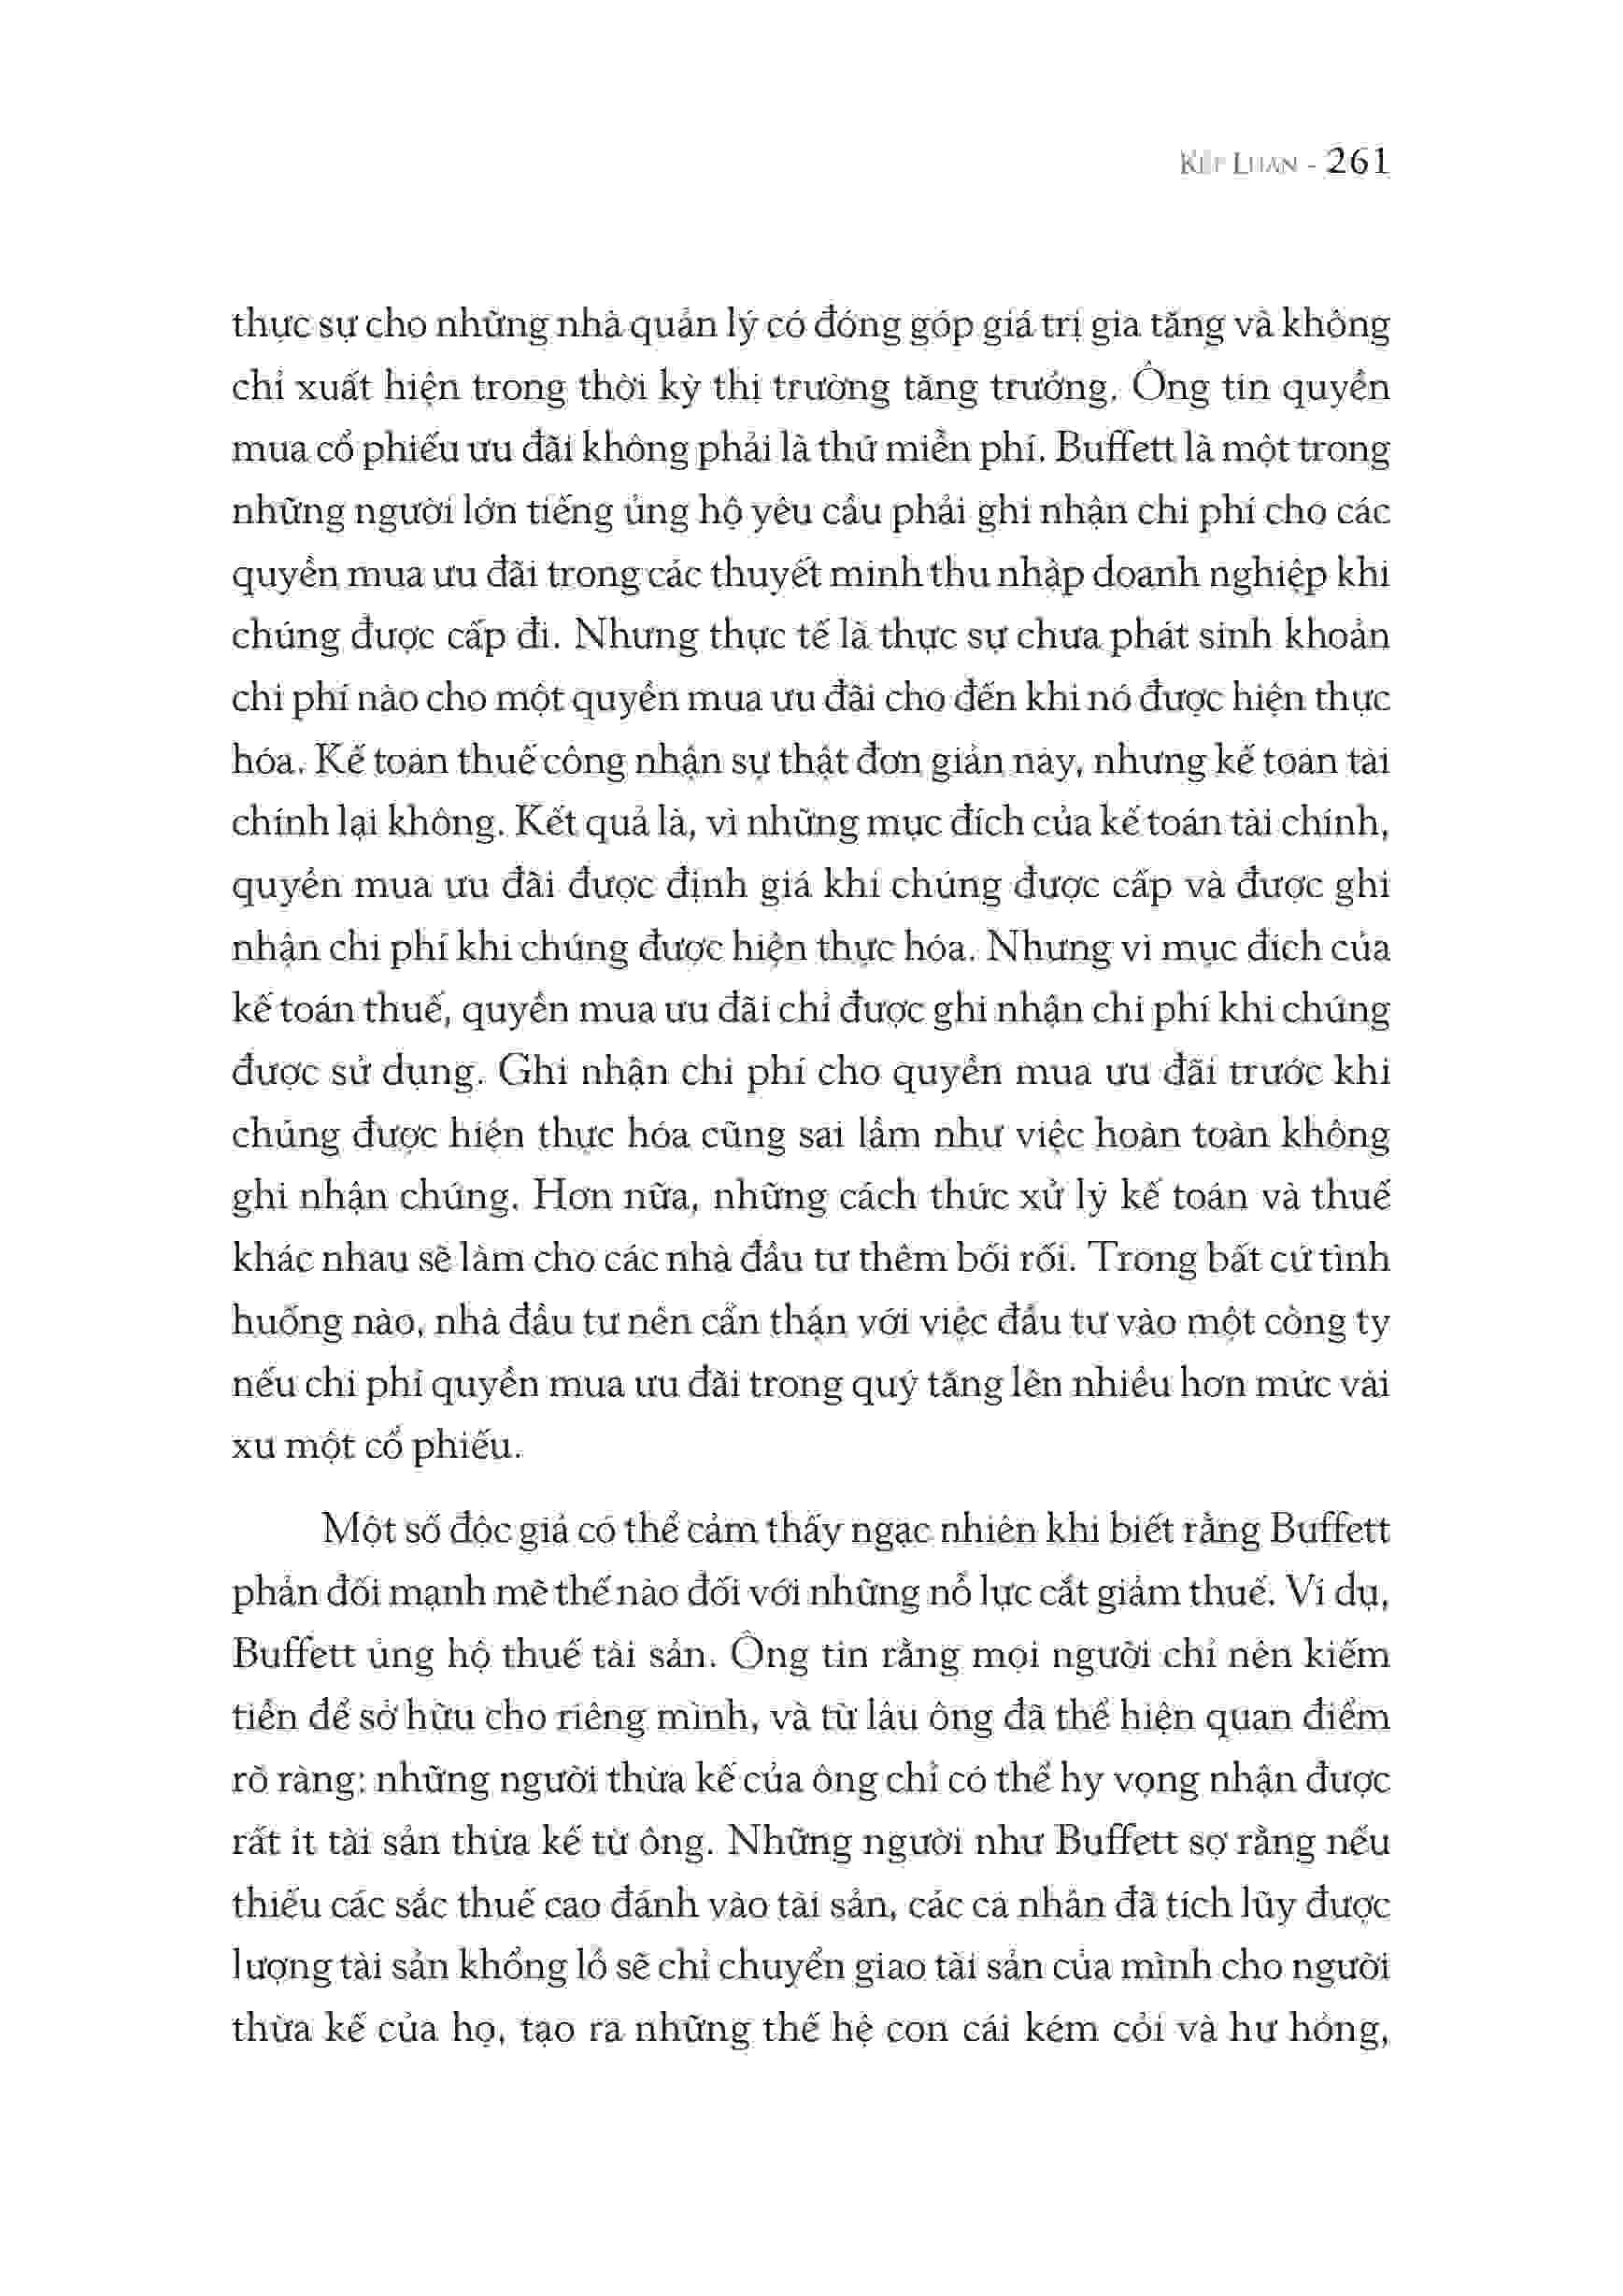 Kết Luận - 261
thực sự cho những nhà quản lý có đóng góp giá trị gia tăng và không
chỉ xuất hiện trong thời kỳ thị trường tăng trưởng. Ông tin quyền
mua cổ phiếu ưu đãi không phải là thứ miễn phí. Buffett là một trong
những người lớn tiếng ủng hộ yêu cầu phải ghi nhận chi phí cho các
quyền mua ưu đãi trong các thuyết minh thu nhập doanh nghiệp khi
chúng được cấp đi. Nhưng thực tế là thực sự chưa phát sinh khoản
chi phí nào cho một quyền mua ưu đãi cho đến khi nó được hiện thực
hóa. Kế toán thuế công nhận sự thật đơn giản này, nhưng kế toán tài
chính lại không. Kết quả là, vì những mục đích của kế toán tài chính,
quyền mua ưu đãi được định giá khi chúng được cấp và được ghi
nhận chi phí khi chúng được hiện thực hóa. Nhưng vì mục đích của
kế toán thuế, quyền mua ưu đãi chỉ được ghi nhận chi phí khi chúng
được sử dụng. Ghi nhận chi phí cho quyền mua ưu đãi trước khi
chúng được hiện thực hóa cũng sai lầm như việc hoàn toàn không
ghi nhận chúng. Hơn nữa, những cách thức xử lý kế toán và thuế
khác nhau sẽ làm cho các nhà đầu tư thêm bối rối. Trong bất cứ tình
huống nào, nhà đầu tư nên cẩn thận với việc đầu tư vào một công ty
nếu chi phí quyền mua ưu đãi trong quý tăng lên nhiều hơn mức vài
xu một cổ phiếu.
Một số độc giả có thể cảm thấy ngạc nhiên khi biết rằng Buffett
phản đối mạnh mẽ thế nào đối với những nỗ lực cắt giảm thuế. Ví dụ,
Buffett ủng hộ thuế tài sản. Ông tin rằng mọi người chỉ nên kiếm
tiền để sở hữu cho riêng mình, và từ lâu ông đã thể hiện quan điểm
rõ ràng: những người thừa kế của ông chỉ có thể hy vọng nhận được
rất ít tài sản thừa kế từ ông. Những người như Buffett sợ rằng nếu
thiếu các sắc thuế cao đánh vào tài sản, các cá nhân đã tích lũy được
lượng tài sản khổng lồ sẽ chỉ chuyển giao tài sản của mình cho người
thừa kế của họ, tạo ra những thế hệ con cái kém cỏi và hư hỏng,